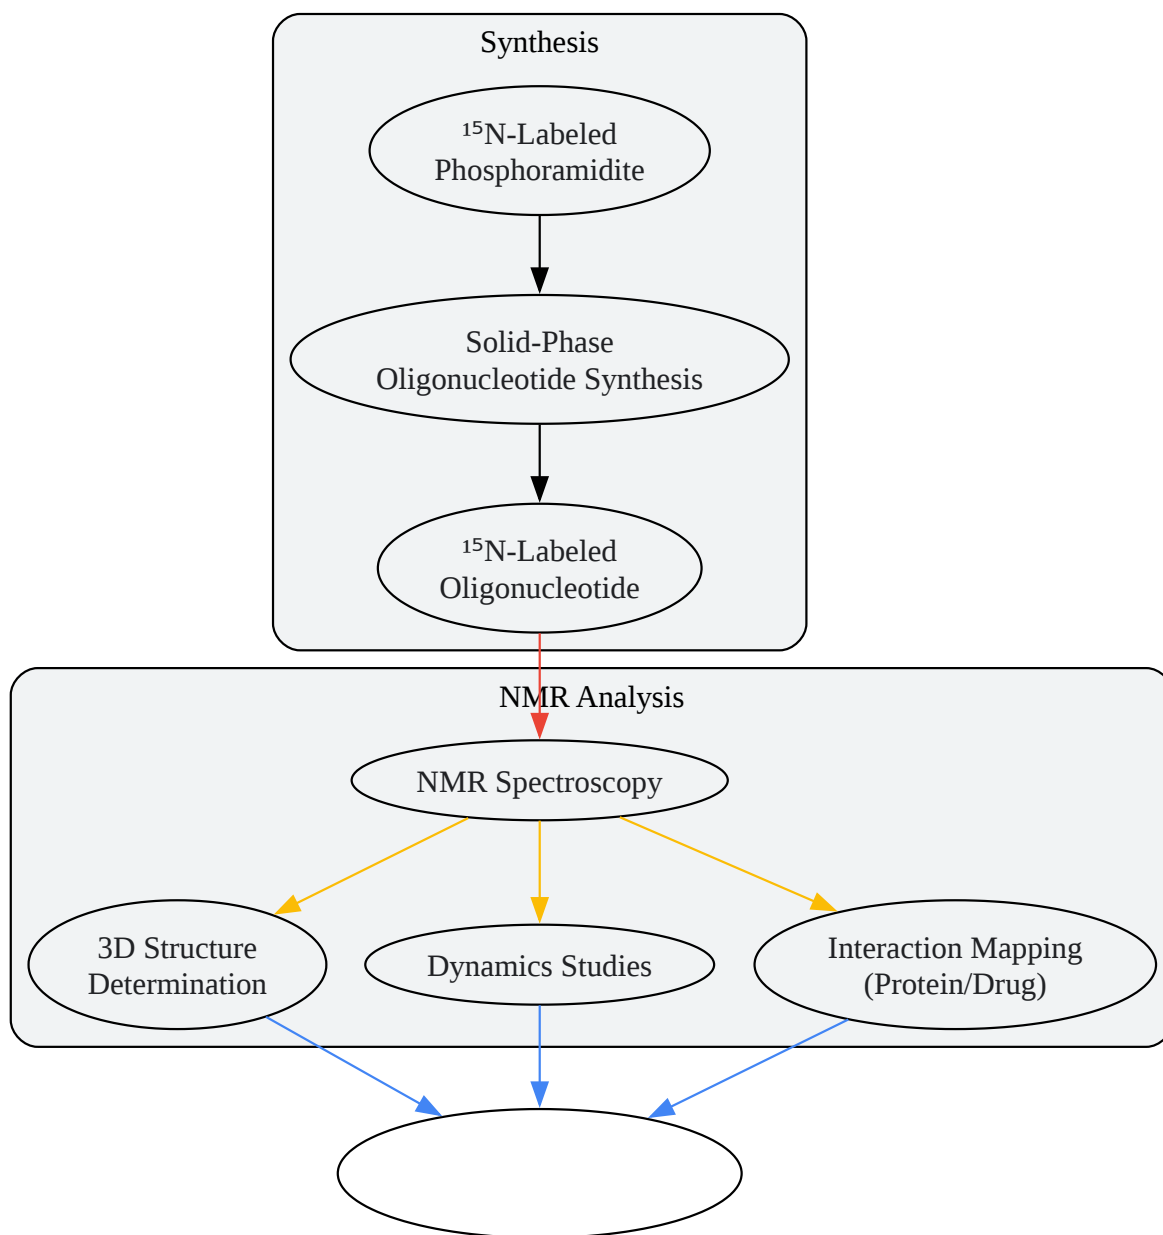 Synthesis
¹⁵N-Labeled
Phosphoramidite
Solid-Phase
Oligonucleotide Synthesis
¹⁵N-Labeled
Oligonucleotide
NMR Analysis
NMR Spectroscopy
3D Structure
Determination
Dynamics Studies
Interaction Mapping
(Protein/Drug)